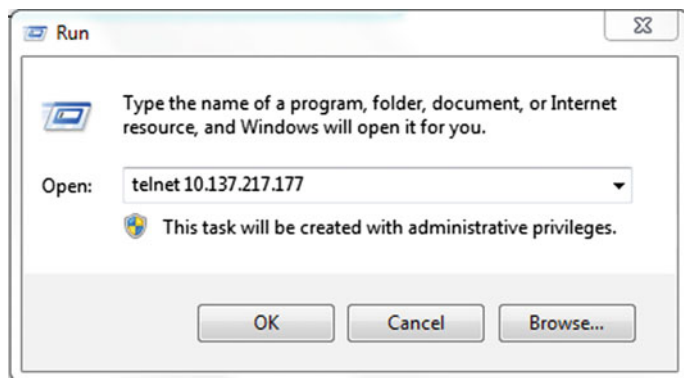 Run
Type the name of a program, folder, document, or Internet
resource, and Windows will open it for you.
Open: telnet 10.137.217.177
This task will be created with administrative privileges.
OK Cancel Browse...